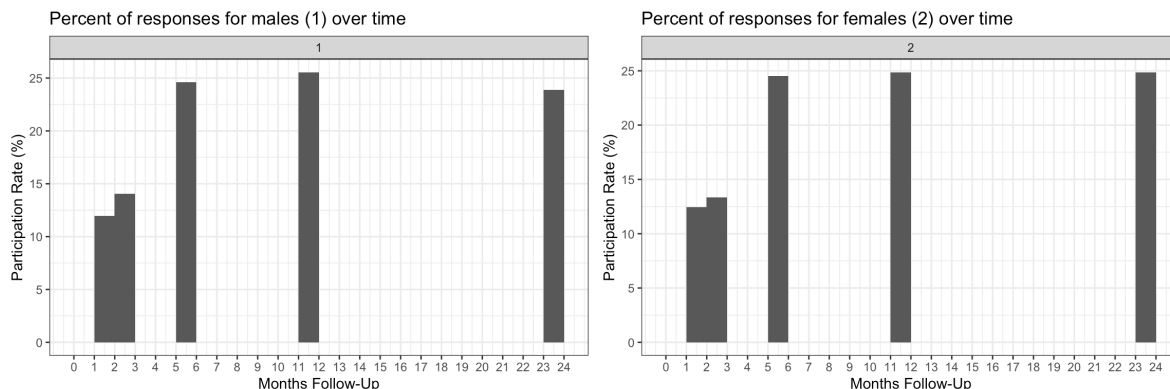 Percent of responses for males (1) over time
1
Participation Rate (%)
25
20
15
10
5
0
0 1 2 3 4 5 6 7 8 9 10 11 12 13 14 15 16 17 18 19 20 21 22 23 24
Months Follow-Up
Percent of responses for females (2) over time
2
Participation Rate (%)
25
20
15
10
5
0
0 1 2 3 4 5 6 7 8 9 10 11 12 13 14 15 16 17 18 19 20 21 22 23 24
Months Follow-Up